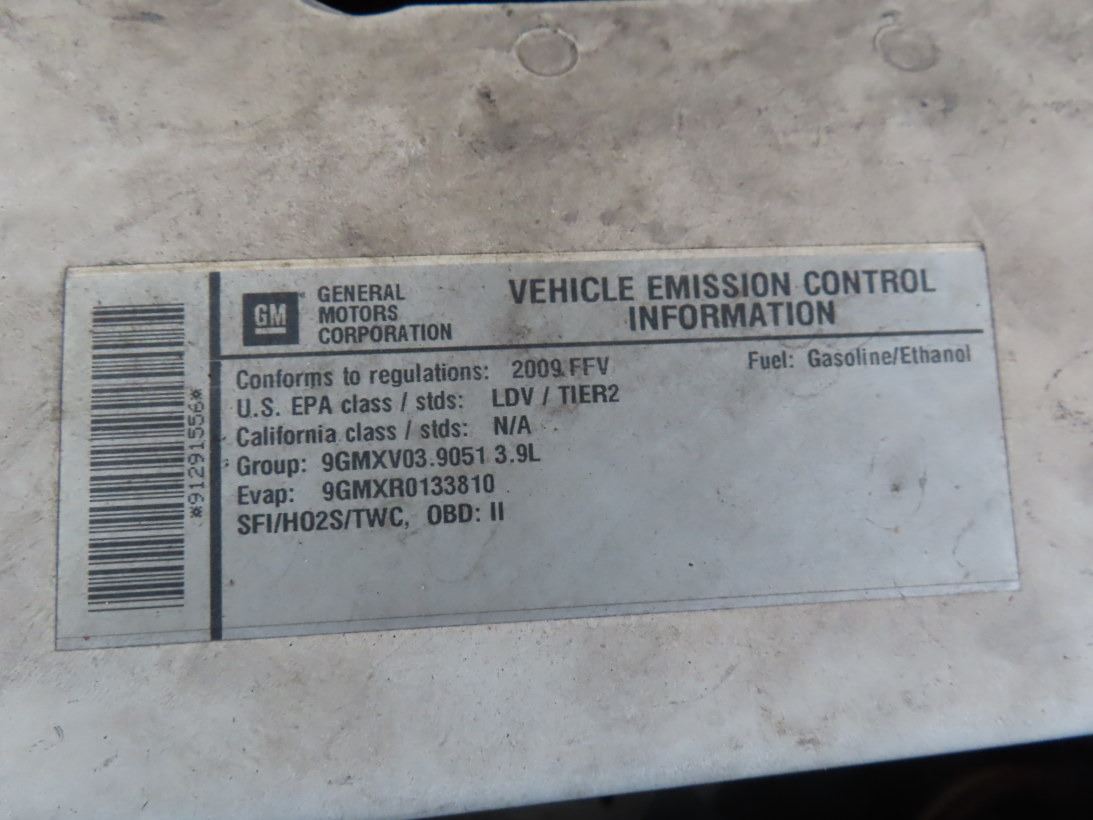 GM
GENERAL
MOTORS
CORPORATION
VEHICLE EMISSION CONTROL
INFORMATION
Conforms to regulations: 2009 FFV
Fuel: Gasoline/Ethanol
U.S. EPA class / stds: LDV / TIER2
California class / stds: N/A
Group: 9GMXV03.9051 3.9L
Evap: 9GMXR0133810
SFI/HO2S/TWC, OBD: II
*91291556*